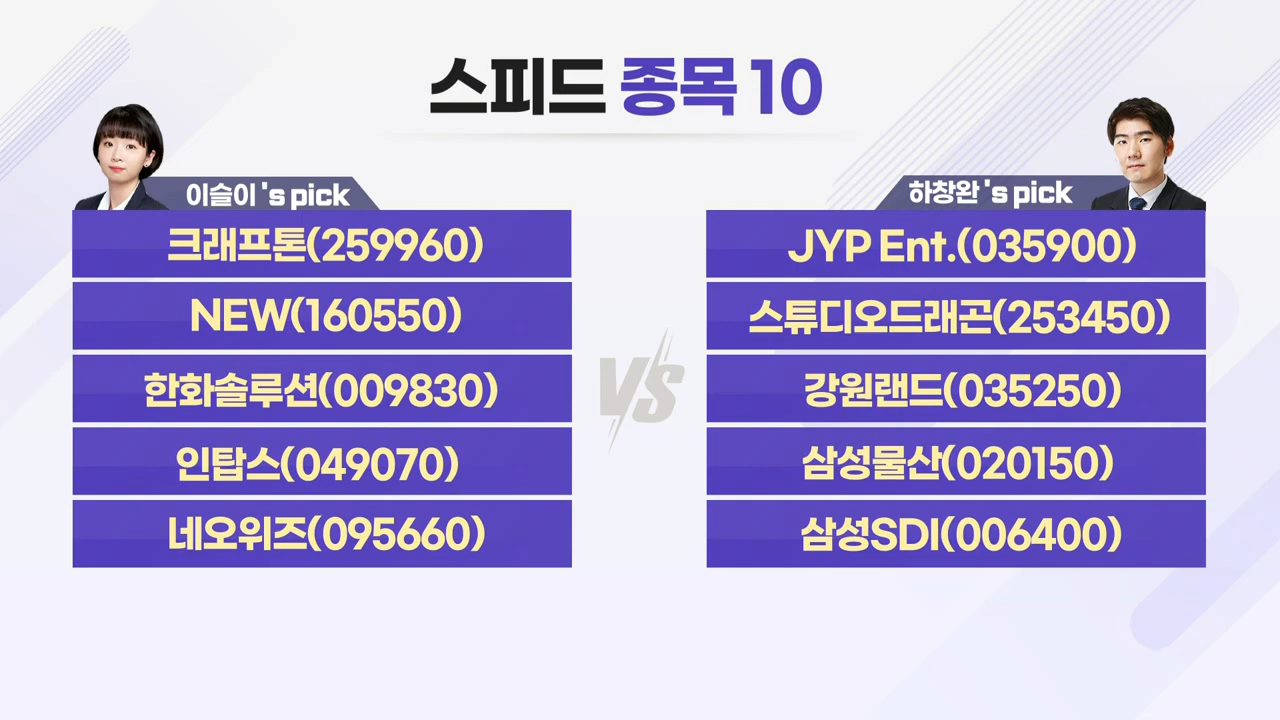 스피드 종목 10
이슬이 's pick
크래프톤(259960)
NEW(160550)
한화솔루션(009830)
인탑스(049070)
네오위즈(095660)
VS
하창완 's pick
JYP Ent.(035900)
스튜디오드래곤(253450)
강원랜드(035250)
삼성물산(020150)
삼성SDI(006400)